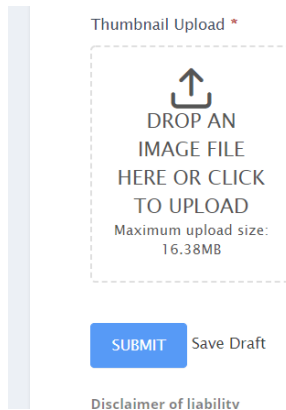 Thumbnail Upload *
DROP AN
IMAGE FILE
HERE OR CLICK
TO UPLOAD
Maximum upload size:
16.38MB
SUBMIT Save Draft
Disclaimer of liability